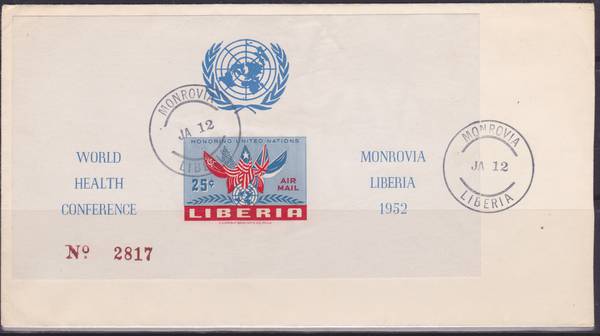 MONROVIA
JA 12
LIBERIA
HONORING UNITED NATIONS
25¢
AIR
MAIL
LIBERIA
WORLD
HEALTH
CONFERENCE
MONROVIA
LIBERIA
1952
MONROVIA
JA 12
LIBERIA
Nº 2817